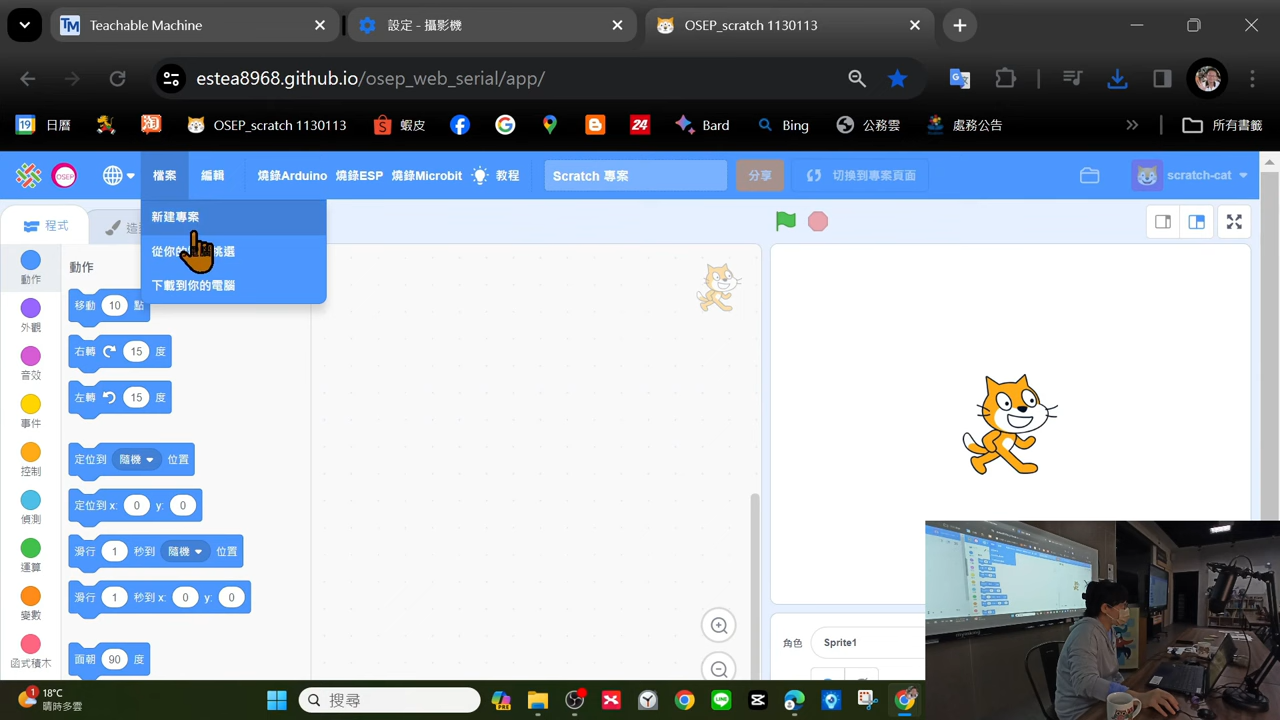 Teachable Machine
設定 - 攝影機
OSEP_scratch 1130113
estea8968.github.io/osep_web_serial/app/
19 日曆
淘
OSEP_scratch 1130113
蝦皮
24
Bard
Bing
公務雲
處務公告
所有書籤
OSEP
檔案
編輯
燒錄Arduino
燒錄ESP
燒錄Microbit
教程
Scratch 專案
分享
切換到專案頁面
scratch-cat
程式
造
新建專案
從你的
挑選
下載到你的電腦
動作
外觀
音效
事件
控制
偵測
運算
變數
函式積木
動作
移動 10 點
右轉 15 度
左轉 15 度
定位到 隨機 位置
定位到 x: 0 y: 0
滑行 1 秒到 隨機 位置
滑行 1 秒到 x: 0 y: 0
面朝 90 度
角色 Sprite1
1
18°C
晴時多雲
搜尋